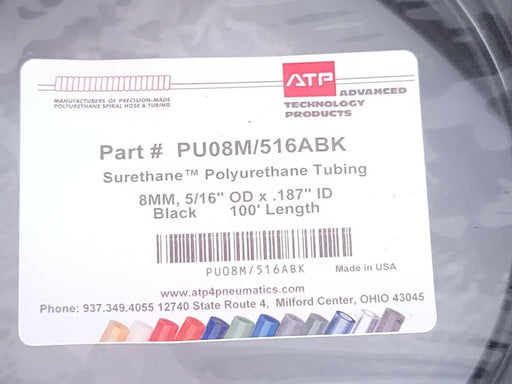 ATP ADVANCED
TECHNOLOGY
PRODUCTS
MANUFACTURERS OF PRECISION-MADE
POLYURETHANE SPIRAL HOSE & TUBING
Part # PU08M/516ABK
Surethane™ Polyurethane Tubing
8MM, 5/16" OD x .187" ID
Black 100' Length
PU08M/516ABK Made in USA
www.atp4pneumatics.com
Phone: 937.349.4055 12740 State Route 4, Milford Center, OHIO 43045